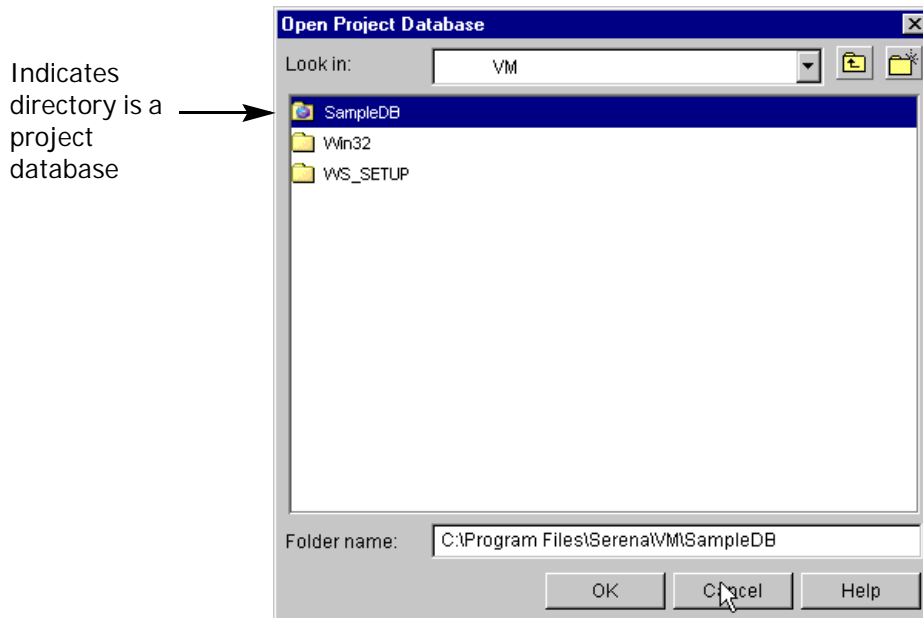 Open Project Database
Look in:
VM
Indicates
directory is a
project
database
SampleDB
Win32
WS_SETUP
Folder name:
C:\Program Files\Serena\VM\SampleDB
OK
Cancel
Help